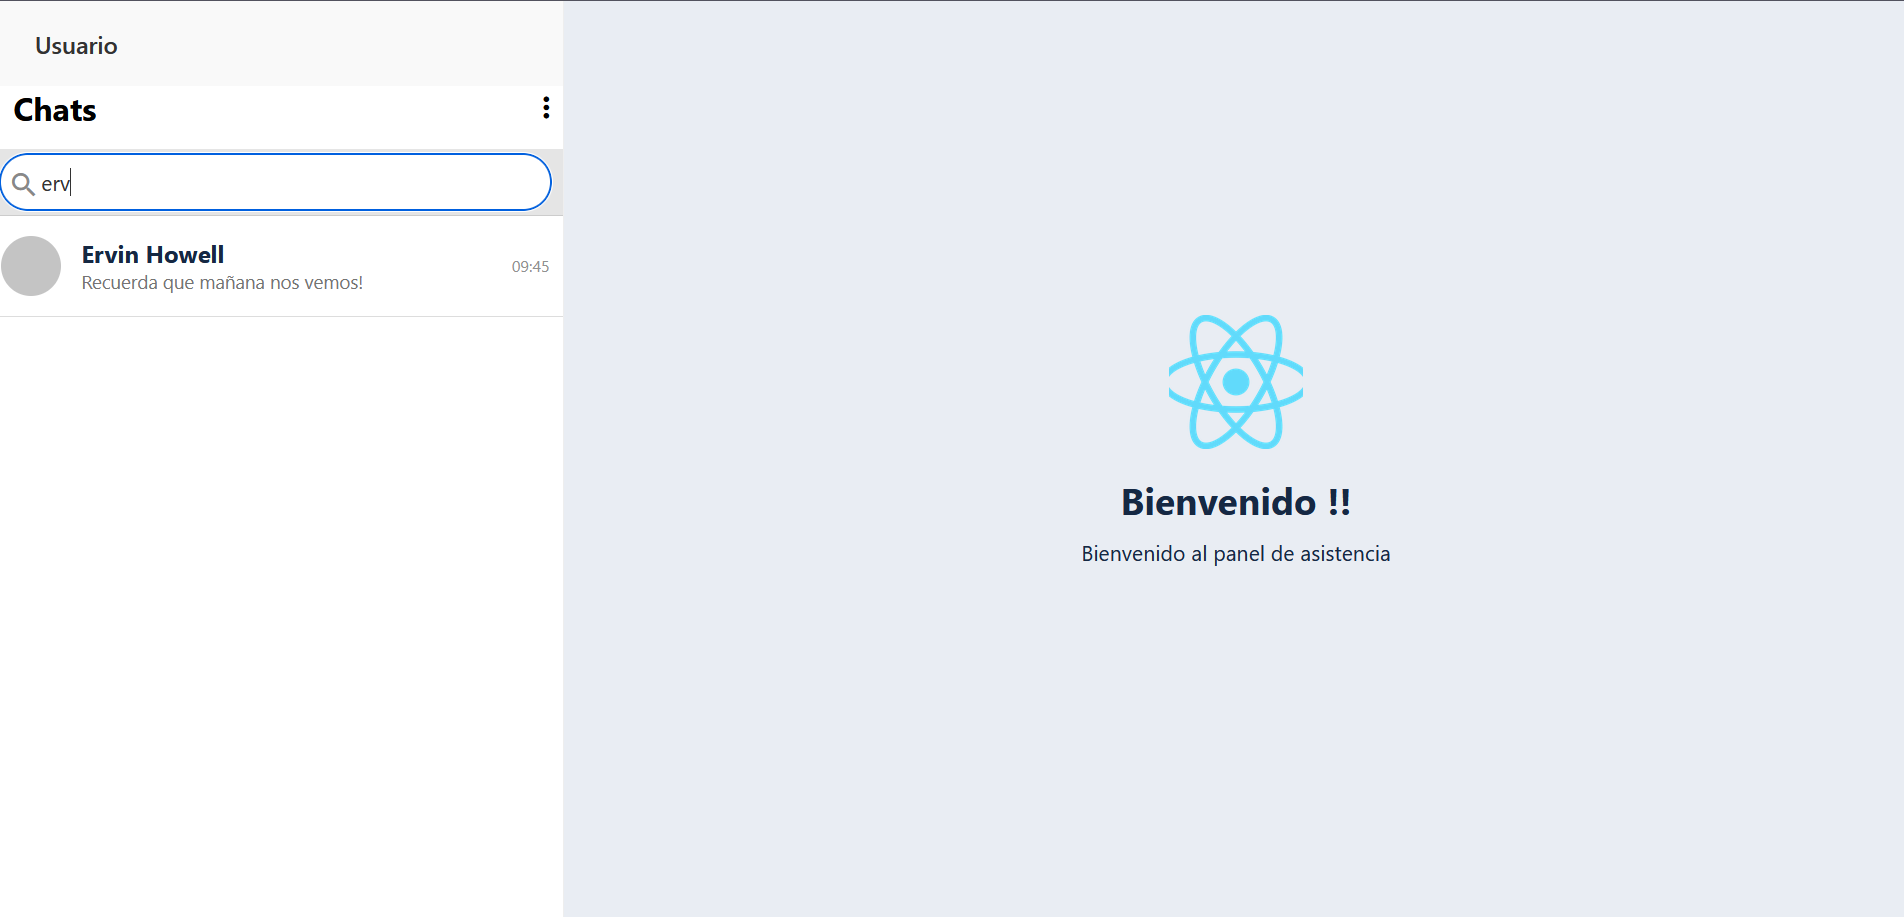 Usuario
Chats
erv
Ervin Howell
Recuerda que mañana nos vemos!
09:45
Bienvenido !!
Bienvenido al panel de asistencia